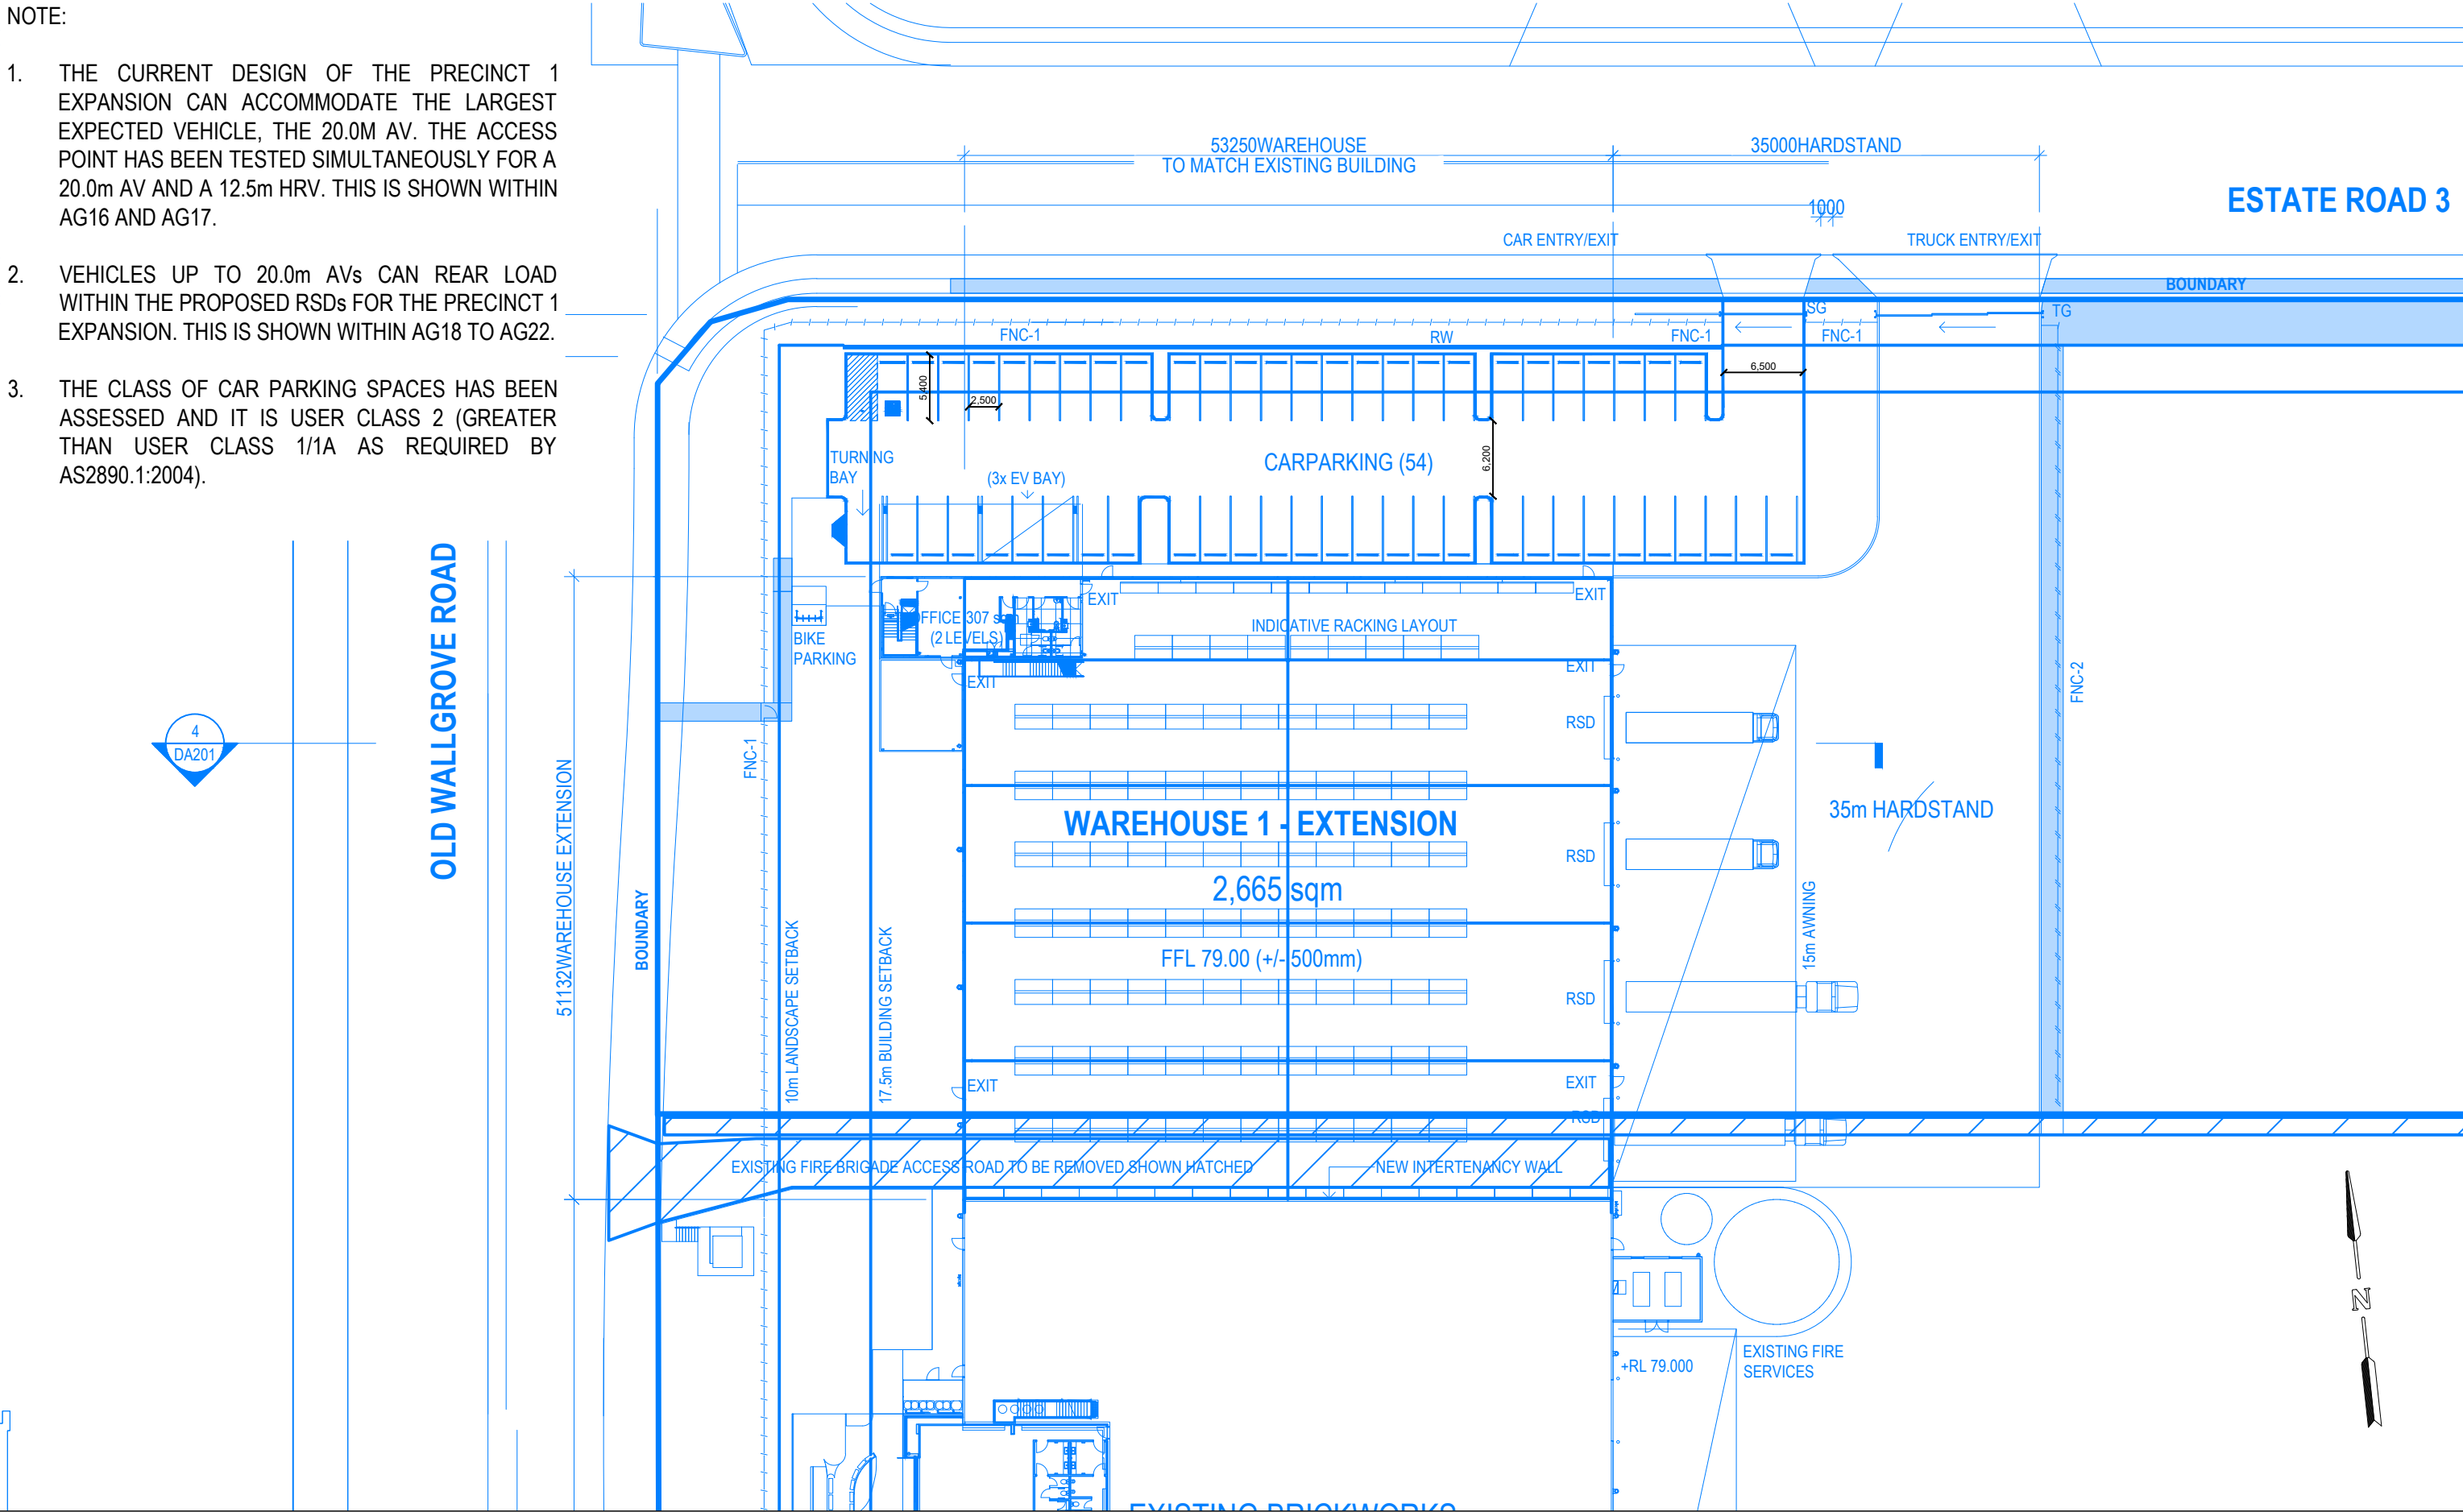 NOTE:
1. THE CURRENT DESIGN OF THE PRECINCT 1
EXPANSION CAN ACCOMMODATE THE LARGEST
EXPECTED VEHICLE, THE 20.0M AV. THE ACCESS
POINT HAS BEEN TESTED SIMULTANEOUSLY FOR A
20.0m AV AND A 12.5m HRV. THIS IS SHOWN WITHIN
AG16 AND AG17.
2. VEHICLES UP TO 20.0m AVs CAN REAR LOAD
WITHIN THE PROPOSED RSDs FOR THE PRECINCT 1
EXPANSION. THIS IS SHOWN WITHIN AG18 TO AG22.
3. THE CLASS OF CAR PARKING SPACES HAS BEEN
ASSESSED AND IT IS USER CLASS 2 (GREATER
THAN USER CLASS 1/1A AS REQUIRED BY
AS2890.1:2004).
53250WAREHOUSE
TO MATCH EXISTING BUILDING
35000HARDSTAND
1000
ESTATE ROAD 3
CAR ENTRY/EXIT
TRUCK ENTRY/EXIT
BOUNDARY
SG
TG
FNC-1
RW
FNC-1
FNC-1
6,500
5,400
2,500
6,200
TURNING
BAY
(3x EV BAY)
CARPARKING (54)
OLD WALLGROVE ROAD
4
DA201
51132WAREHOUSE EXTENSION
BOUNDARY
FNC-1
BIKE
PARKING
OFFICE 307 sqm
(2 LEVELS)
EXIT
EXIT
INDICATIVE RACKING LAYOUT
EXIT
EXIT
FNC-2
RSD
WAREHOUSE 1 - EXTENSION
35m HARDSTAND
RSD
2,665 sqm
10m LANDSCAPE SETBACK
17.5m BUILDING SETBACK
15m AWNING
FFL 79.00 (+/- 500mm)
RSD
EXIT
EXIT
RSD
EXISTING FIRE BRIGADE ACCESS ROAD TO BE REMOVED SHOWN HATCHED
NEW INTERTENANCY WALL
N
+RL 79.000
EXISTING FIRE
SERVICES
EXISTING BRICKWORKS